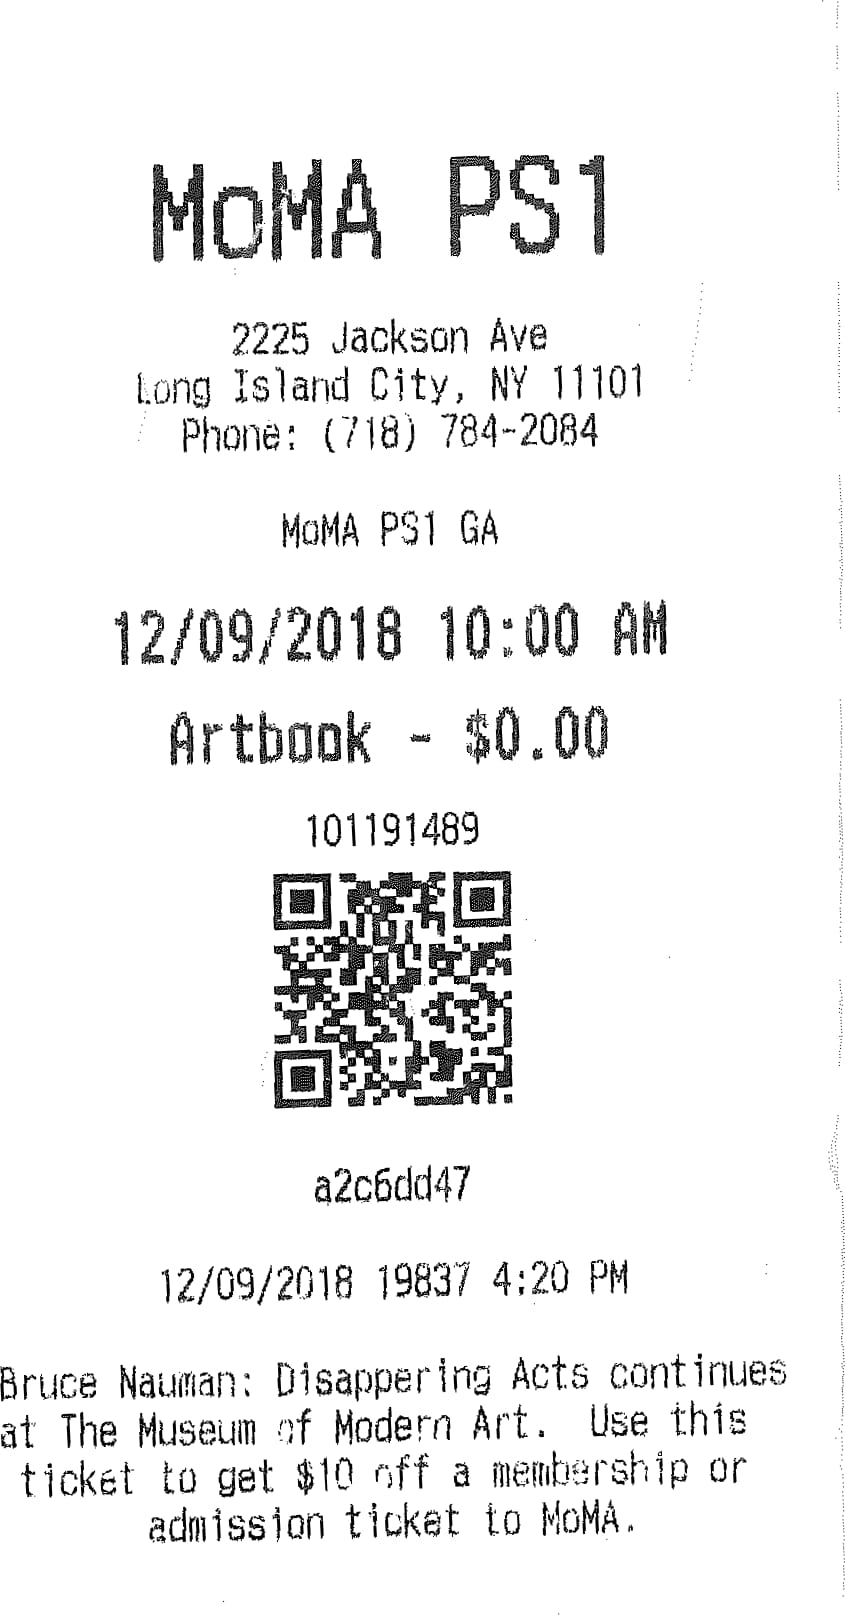 MoMA PS1
2225 Jackson Ave
Long Island City, NY 11101
Phone: (718) 784-2084
MoMA PS1 GA
12/09/2018 10:00 AM
Artbook - $0.00
101191489
a2c6dd47
12/09/2018 19837 4:20 PM
Bruce Nauman: Disappering Acts continues
at The Museum of Modern Art. Use this
ticket to get $10 off a membership or
admission ticket to MoMA.